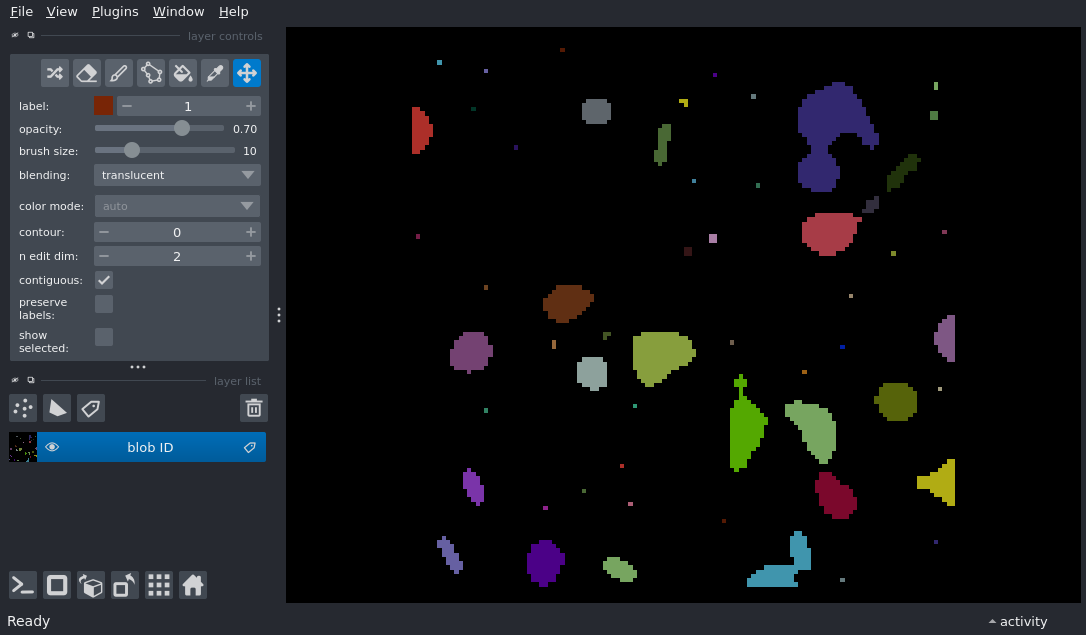 File View Plugins Window Help
layer controls
label: 1
opacity: 0.70
brush size: 10
blending: translucent
color mode: auto
contour: 0
n edit dim: 2
contiguous:
preserve
labels:
show
selected:
layer list
blob ID
Ready
activity